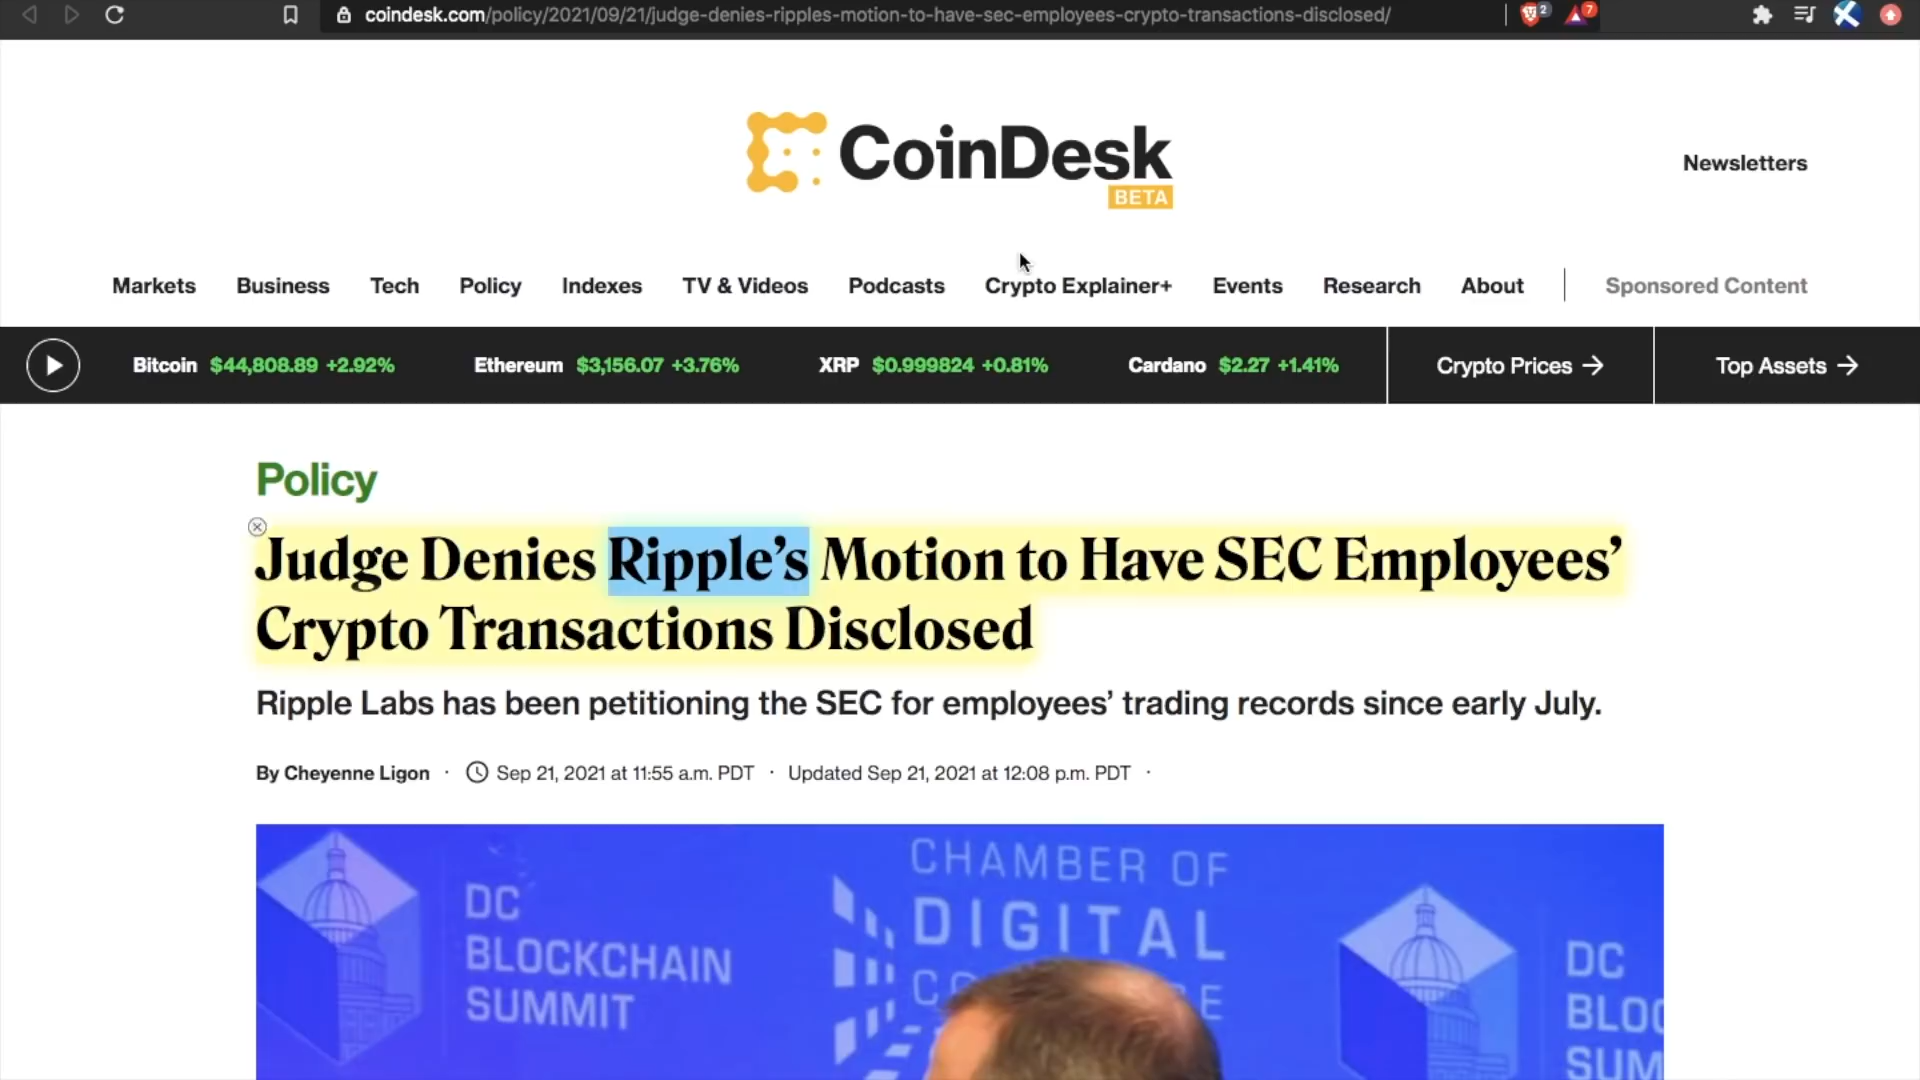 coindesk.com/policy/2021/09/21/judge-denies-ripples-motion-to-have-sec-employees-crypto-transactions-disclosed/
2
7
CoinDesk
BETA
Newsletters
Markets Business Tech Policy Indexes TV & Videos Podcasts Crypto Explainer+ Events Research About Sponsored Content
Bitcoin $44,808.89 +2.92% Ethereum $3,156.07 +3.76% XRP $0.999824 +0.81% Cardano $2.27 +1.41% Crypto Prices → Top Assets →
Policy
Judge Denies Ripple’s Motion to Have SEC Employees’
Crypto Transactions Disclosed
Ripple Labs has been petitioning the SEC for employees’ trading records since early July.
By Cheyenne Ligon · Sep 21, 2021 at 11:55 a.m. PDT · Updated Sep 21, 2021 at 12:08 p.m. PDT ·
DC
BLOCKCHAIN
SUMMIT
CHAMBER OF
DIGITAL
DC